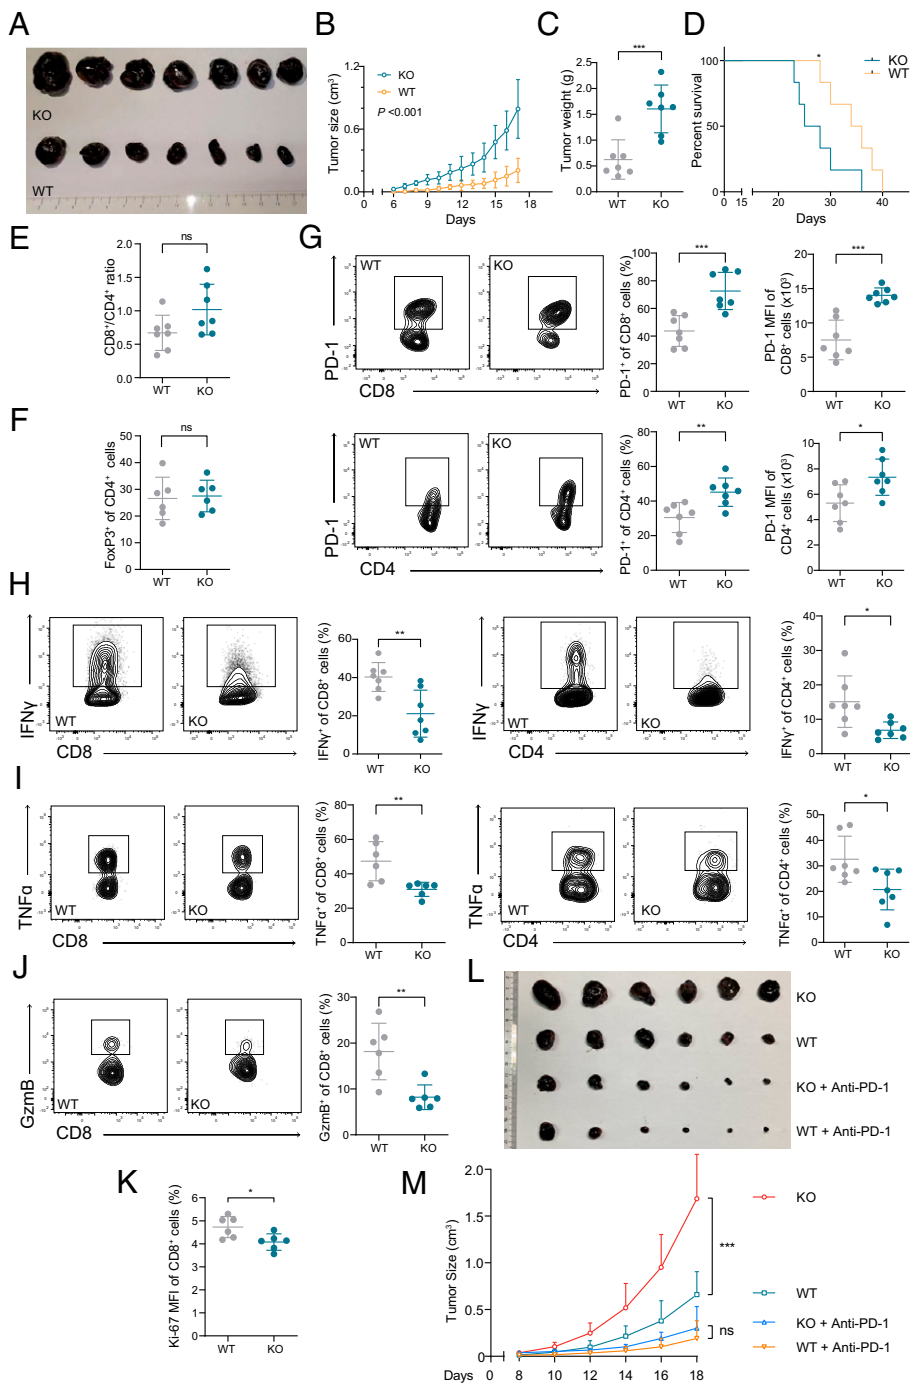 A
KO
WT
B
Tumor size (cm³)
1.2
0.6
0.0
KO
WT
P <0.001
0 6 9 12 15 18
Days
C
Tumor weight (g)
2.5
2.0
1.5
1.0
0.5
0.0
***
WT KO
D
Percent survival
100
50
0
*
KO
WT
0 15 20 30 40
Days
E
CD8⁺/CD4⁺ ratio
2.0
1.5
1.0
0.5
0.0
ns
WT KO
F
FoxP3⁺ of CD4⁺ cells
50
40
30
20
10
0
ns
WT KO
G
PD-1
WT
KO
CD8
PD-1⁺ of CD8⁺ cells (%)
100
80
60
40
20
0
***
WT KO
PD-1 MFI of
CD8⁺ cells (x10³)
20
15
10
5
0
***
WT KO
PD-1
WT
KO
CD4
PD-1⁺ of CD4⁺ cells (%)
80
60
40
20
0
**
WT KO
PD-1 MFI of
CD4⁺ cells (x10³)
10
8
6
4
2
0
*
WT KO
H
IFNγ
WT
KO
CD8
IFNγ⁺ of CD8⁺ cells (%)
60
40
20
0
**
WT KO
IFNγ
WT
KO
CD4
IFNγ⁺ of CD4⁺ cells (%)
40
30
20
10
0
*
WT KO
I
TNFα
WT
KO
CD8
TNFα⁺ of CD8⁺ cells (%)
80
60
40
20
0
**
WT KO
TNFα
WT
KO
CD4
TNFα⁺ of CD4⁺ cells (%)
50
40
30
20
10
0
*
WT KO
J
GzmB
WT
KO
CD8
GzmB⁺ of CD8⁺ cells (%)
30
20
10
0
**
WT KO
K
Ki-67 MFI of CD8⁺ cells (%)
6
5
4
3
2
1
0
*
WT KO
L
KO
WT
KO + Anti-PD-1
WT + Anti-PD-1
M
Tumor Size (cm³)
2.0
1.5
1.0
0.5
0
***
ns
KO
WT
KO + Anti-PD-1
WT + Anti-PD-1
Days 0 8 10 12 14 16 18